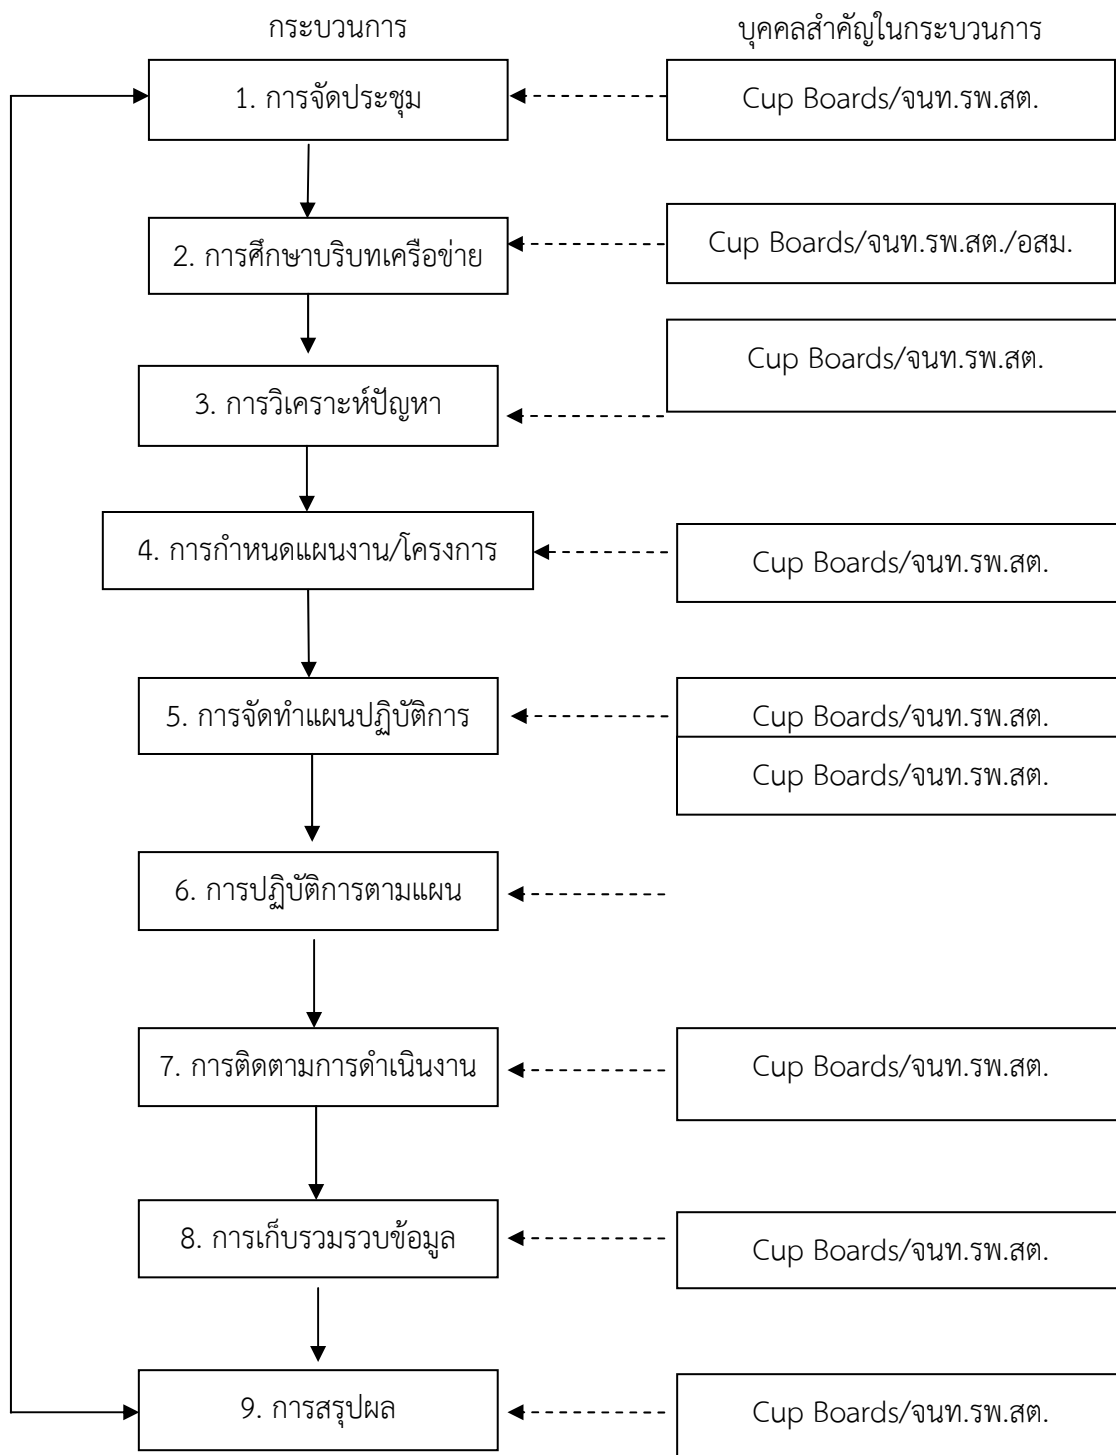 กระบวนการ
บุคคลสำคัญในกระบวนการ
1. การจัดประชุม
Cup Boards/จนท.รพ.สต.
2. การศึกษาบริบทเครือข่าย
Cup Boards/จนท.รพ.สต./อสม.
3. การวิเคราะห์ปัญหา
Cup Boards/จนท.รพ.สต.
4. การกำหนดแผนงาน/โครงการ
Cup Boards/จนท.รพ.สต.
5. การจัดทำแผนปฏิบัติการ
Cup Boards/จนท.รพ.สต.
Cup Boards/จนท.รพ.สต.
6. การปฏิบัติการตามแผน
7. การติดตามการดำเนินงาน
Cup Boards/จนท.รพ.สต.
8. การเก็บรวมรวบข้อมูล
Cup Boards/จนท.รพ.สต.
9. การสรุปผล
Cup Boards/จนท.รพ.สต.